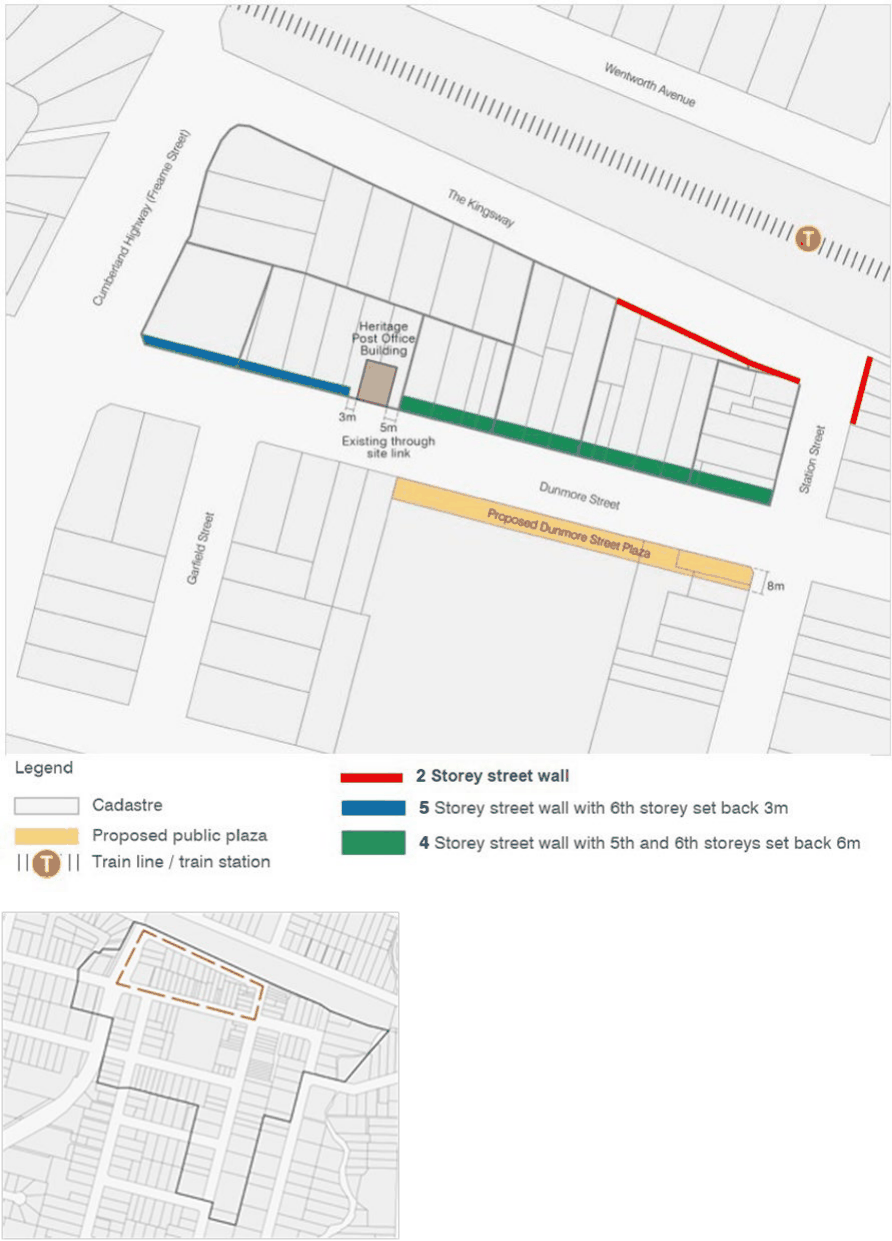 Wentworth Avenue
Cumberland Highway (Frearne Street)
The Kingsway
T
Heritage
Post Office
Building
3m
5m
Existing through
site link
Station Street
Dunmore Street
Garfield Street
Proposed Dunmore Street Plaza
8m
Legend
Cadastre
Proposed public plaza
T
Train line / train station
2 Storey street wall
5 Storey street wall with 6th storey set back 3m
4 Storey street wall with 5th and 6th storeys set back 6m